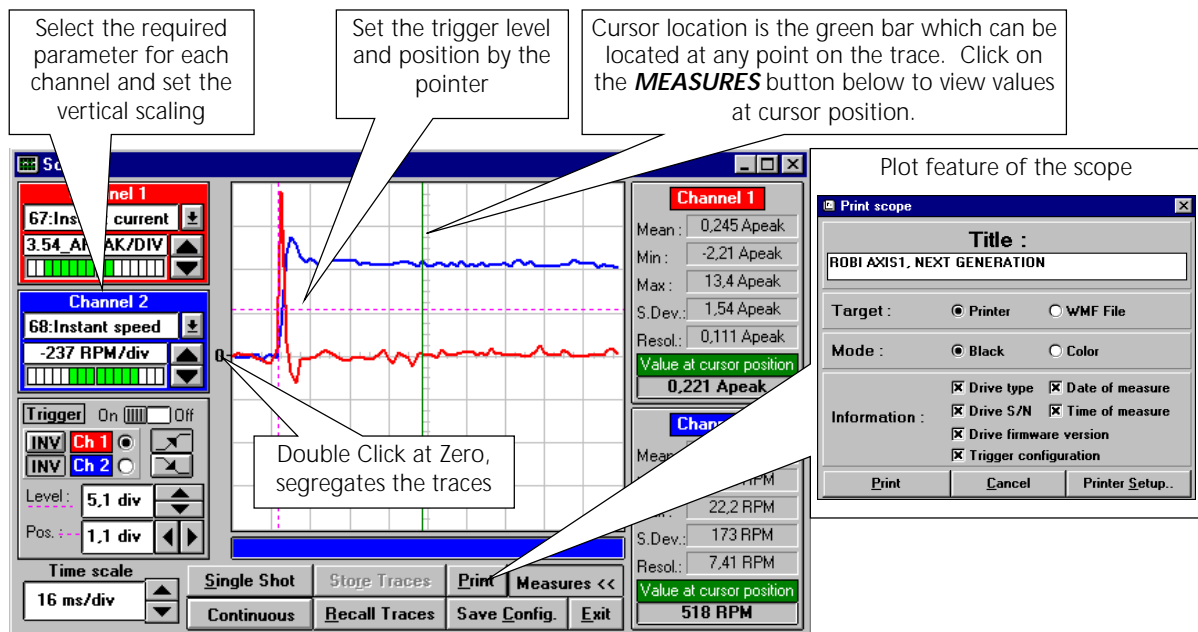 Select the required
parameter for each
channel and set the
vertical scaling
Set the trigger level
and position by the
pointer
Cursor location is the green bar which can be
located at any point on the trace. Click on
the MEASURES button below to view values
at cursor position.
Plot feature of the scope
67:Inst current
3.54_A /DIV
Channel 2
68:Instant speed
-237 RPM/div
Trigger On Off
INV Ch 1
INV Ch 2
Level : 5,1 div
Pos. : 1,1 div
Time scale
16 ms/div
0
Double Click at Zero,
segregates the traces
Single Shot
Store Traces
Print
Measures <<
Continuous
Recall Traces
Save Config.
Exit
Channel 1
Mean : 0,245 Apeak
Min : -2,21 Apeak
Max : 13,4 Apeak
S.Dev.: 1,54 Apeak
Resol.: 0,111 Apeak
Value at cursor position
0,221 Apeak
22,2 RPM
S.Dev.: 173 RPM
Resol.: 7,41 RPM
Value at cursor position
518 RPM
Print scope
Title :
ROBI AXIS1, NEXT GENERATION
Target : Printer WMF File
Mode : Black Color
Information :
Drive type Date of measure
Drive S/N Time of measure
Drive firmware version
Trigger configuration
Print Cancel Printer Setup..